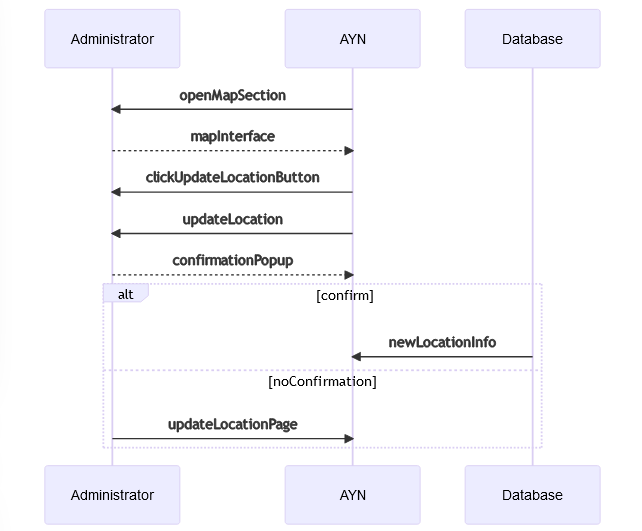 Administrator
AYN
Database
openMapSection
mapInterface
clickUpdateLocationButton
updateLocation
confirmationPopup
alt
[confirm]
newLocationInfo
[noConfirmation]
updateLocationPage
Administrator
AYN
Database